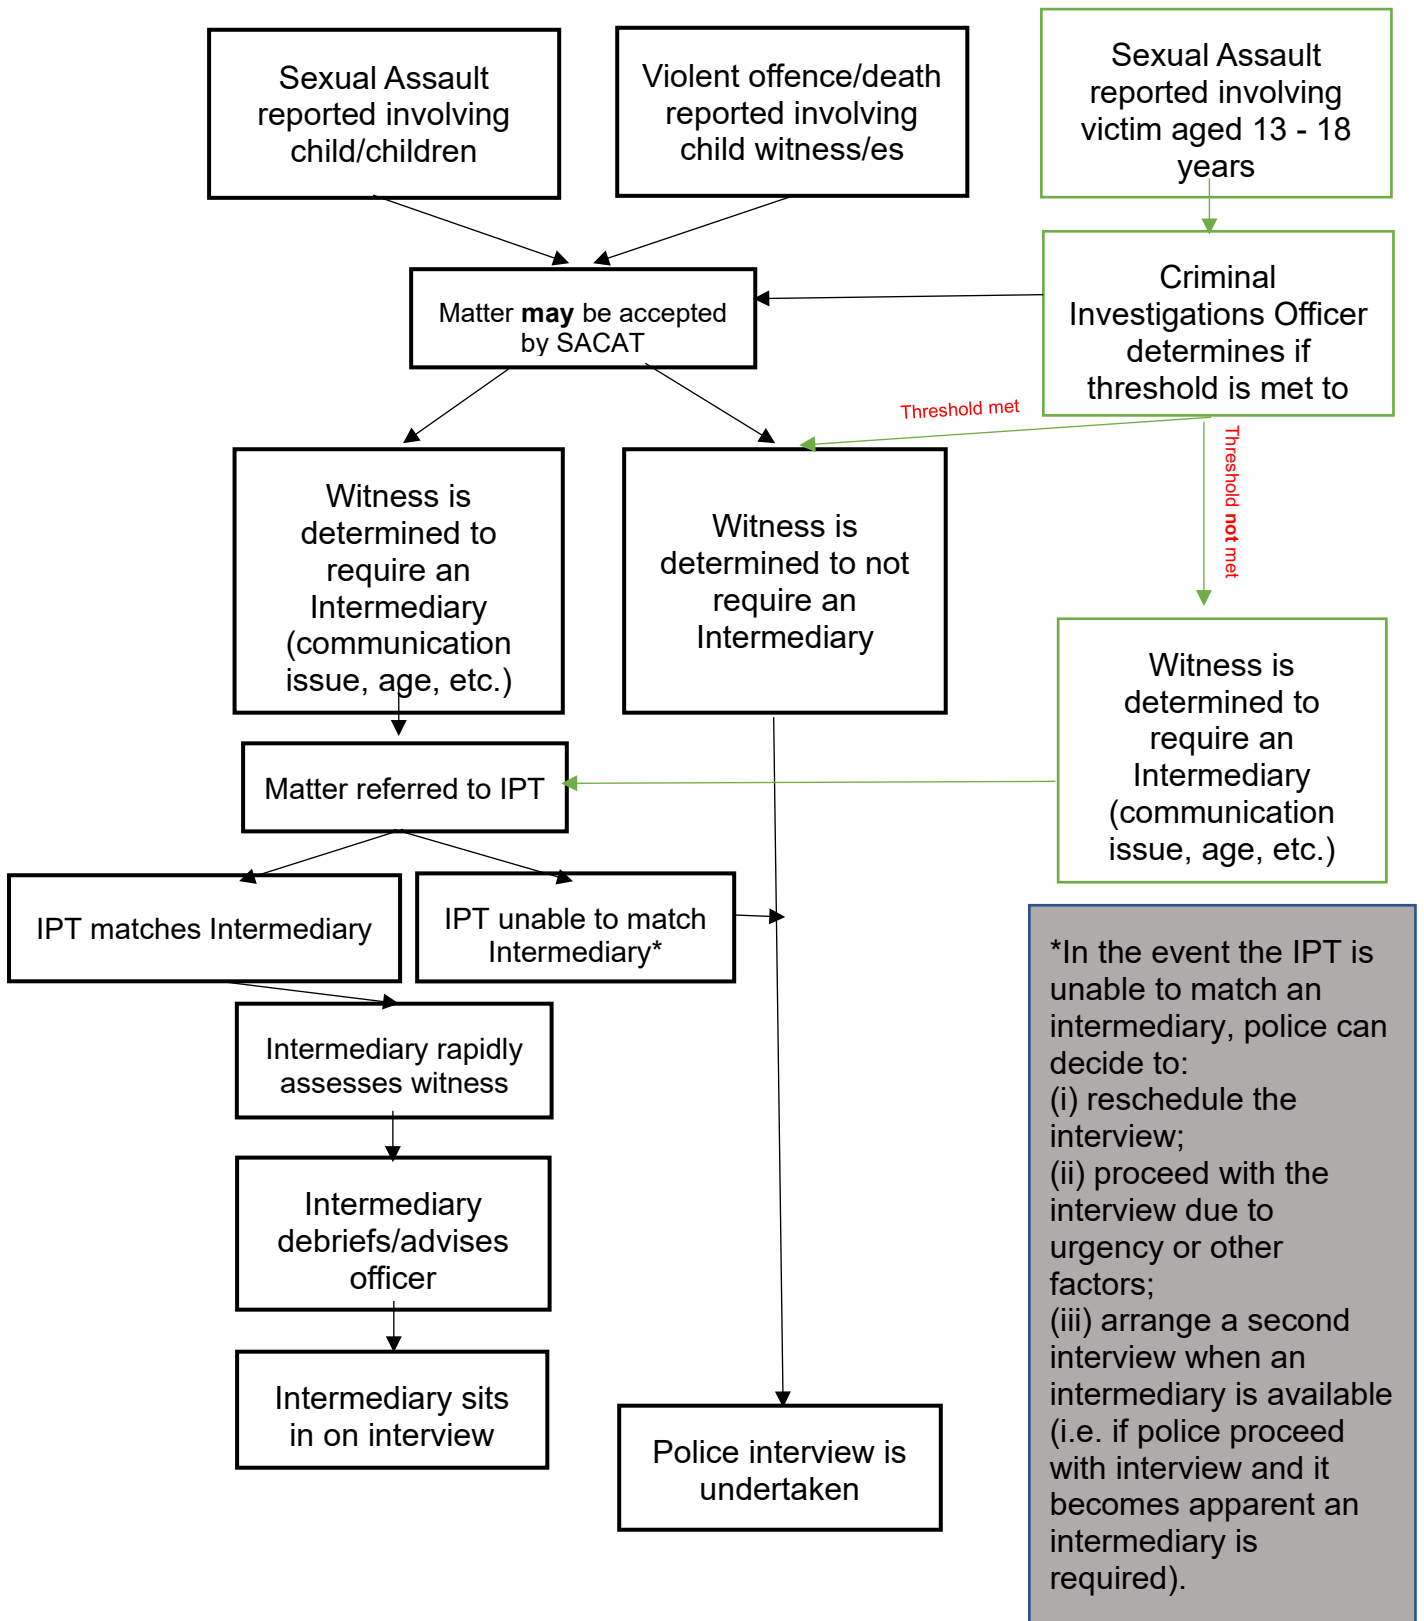 Sexual Assault
reported involving
child/children
Violent offence/death
reported involving
child witness/es
Sexual Assault
reported involving
victim aged 13 - 18
years
Matter may be accepted
by SACAT
Criminal
Investigations Officer
determines if
threshold is met to
Threshold met
Threshold not met
Witness is
determined to
require an
Intermediary
(communication
issue, age, etc.)
Witness is
determined to not
require an
Intermediary
Witness is
determined to
require an
Intermediary
(communication
issue, age, etc.)
Matter referred to IPT
IPT matches Intermediary
IPT unable to match
Intermediary*
Intermediary rapidly
assesses witness
Intermediary
debriefs/advises
officer
Intermediary sits
in on interview
Police interview is
undertaken
*In the event the IPT is
unable to match an
intermediary, police can
decide to:
(i) reschedule the
interview;
(ii) proceed with the
interview due to
urgency or other
factors;
(iii) arrange a second
interview when an
intermediary is available
(i.e. if police proceed
with interview and it
becomes apparent an
intermediary is
required).